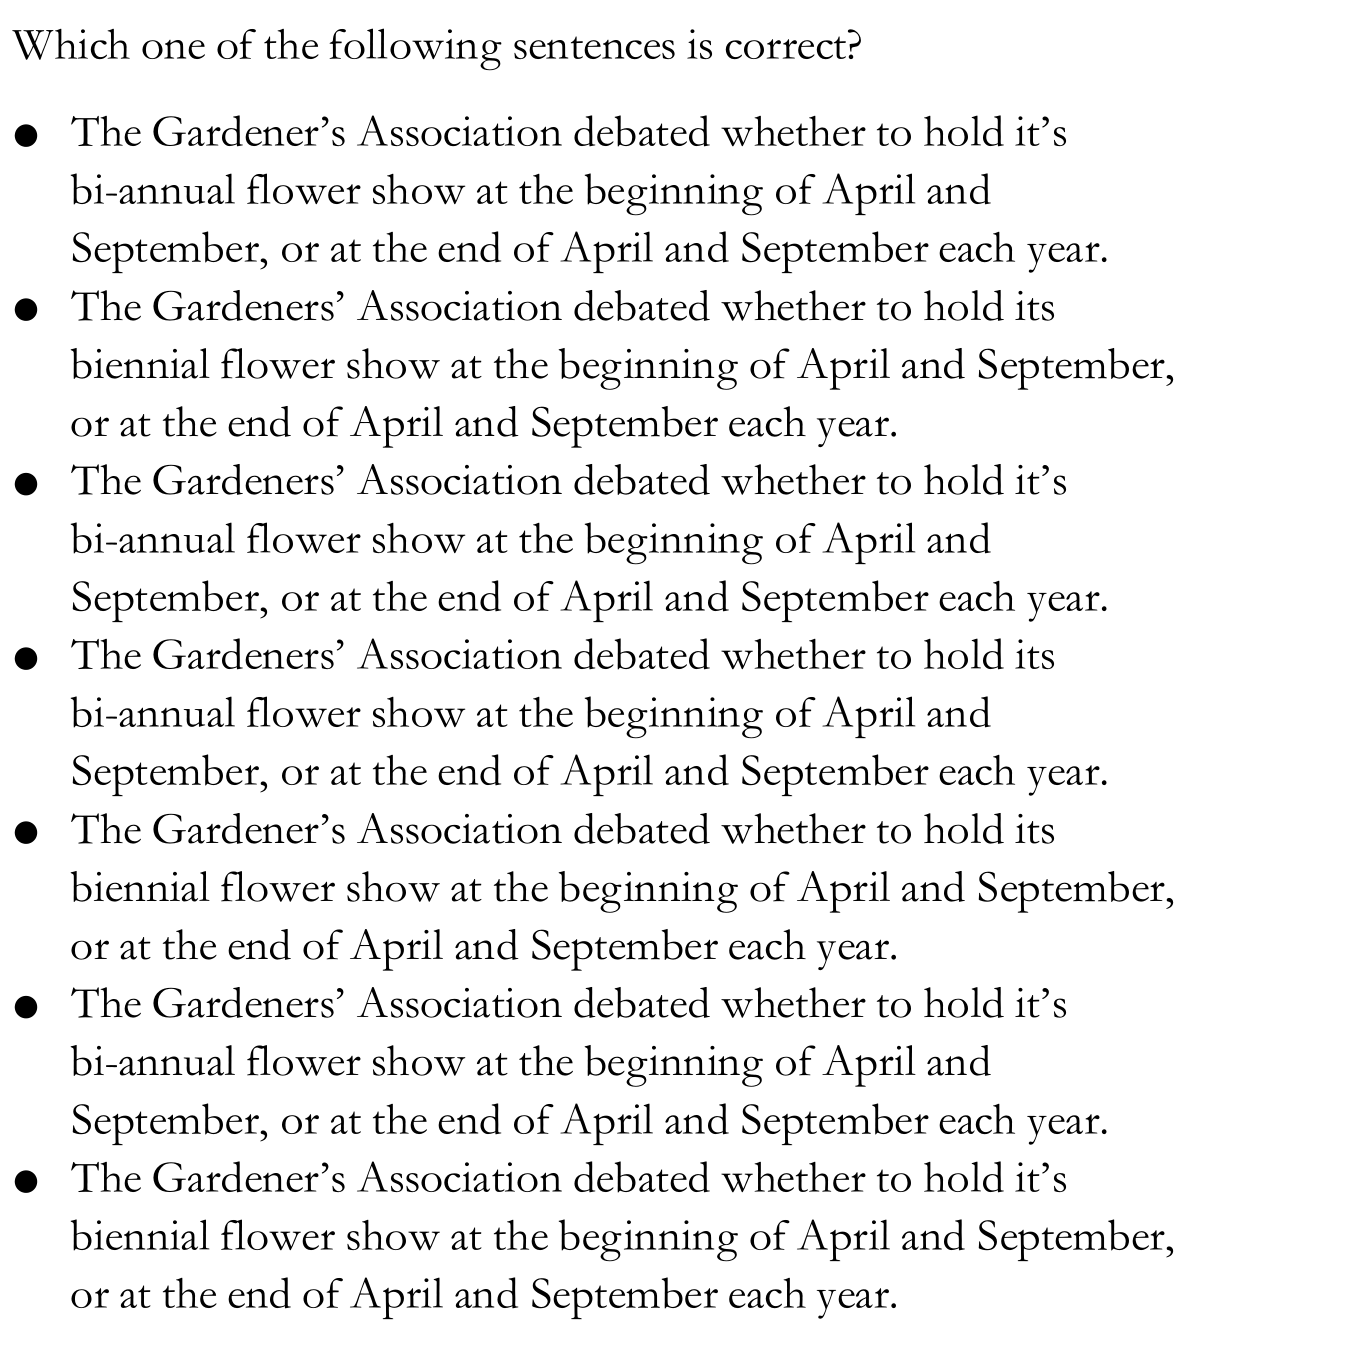 Which one of the following sentences is correct?
● The Gardener’s Association debated whether to hold it’s
bi-annual flower show at the beginning of April and
September, or at the end of April and September each year.
● The Gardeners’ Association debated whether to hold its
biennial flower show at the beginning of April and September,
or at the end of April and September each year.
● The Gardeners’ Association debated whether to hold it’s
bi-annual flower show at the beginning of April and
September, or at the end of April and September each year.
● The Gardeners’ Association debated whether to hold its
bi-annual flower show at the beginning of April and
September, or at the end of April and September each year.
● The Gardener’s Association debated whether to hold its
biennial flower show at the beginning of April and September,
or at the end of April and September each year.
● The Gardeners’ Association debated whether to hold it’s
bi-annual flower show at the beginning of April and
September, or at the end of April and September each year.
● The Gardener’s Association debated whether to hold it’s
biennial flower show at the beginning of April and September,
or at the end of April and September each year.